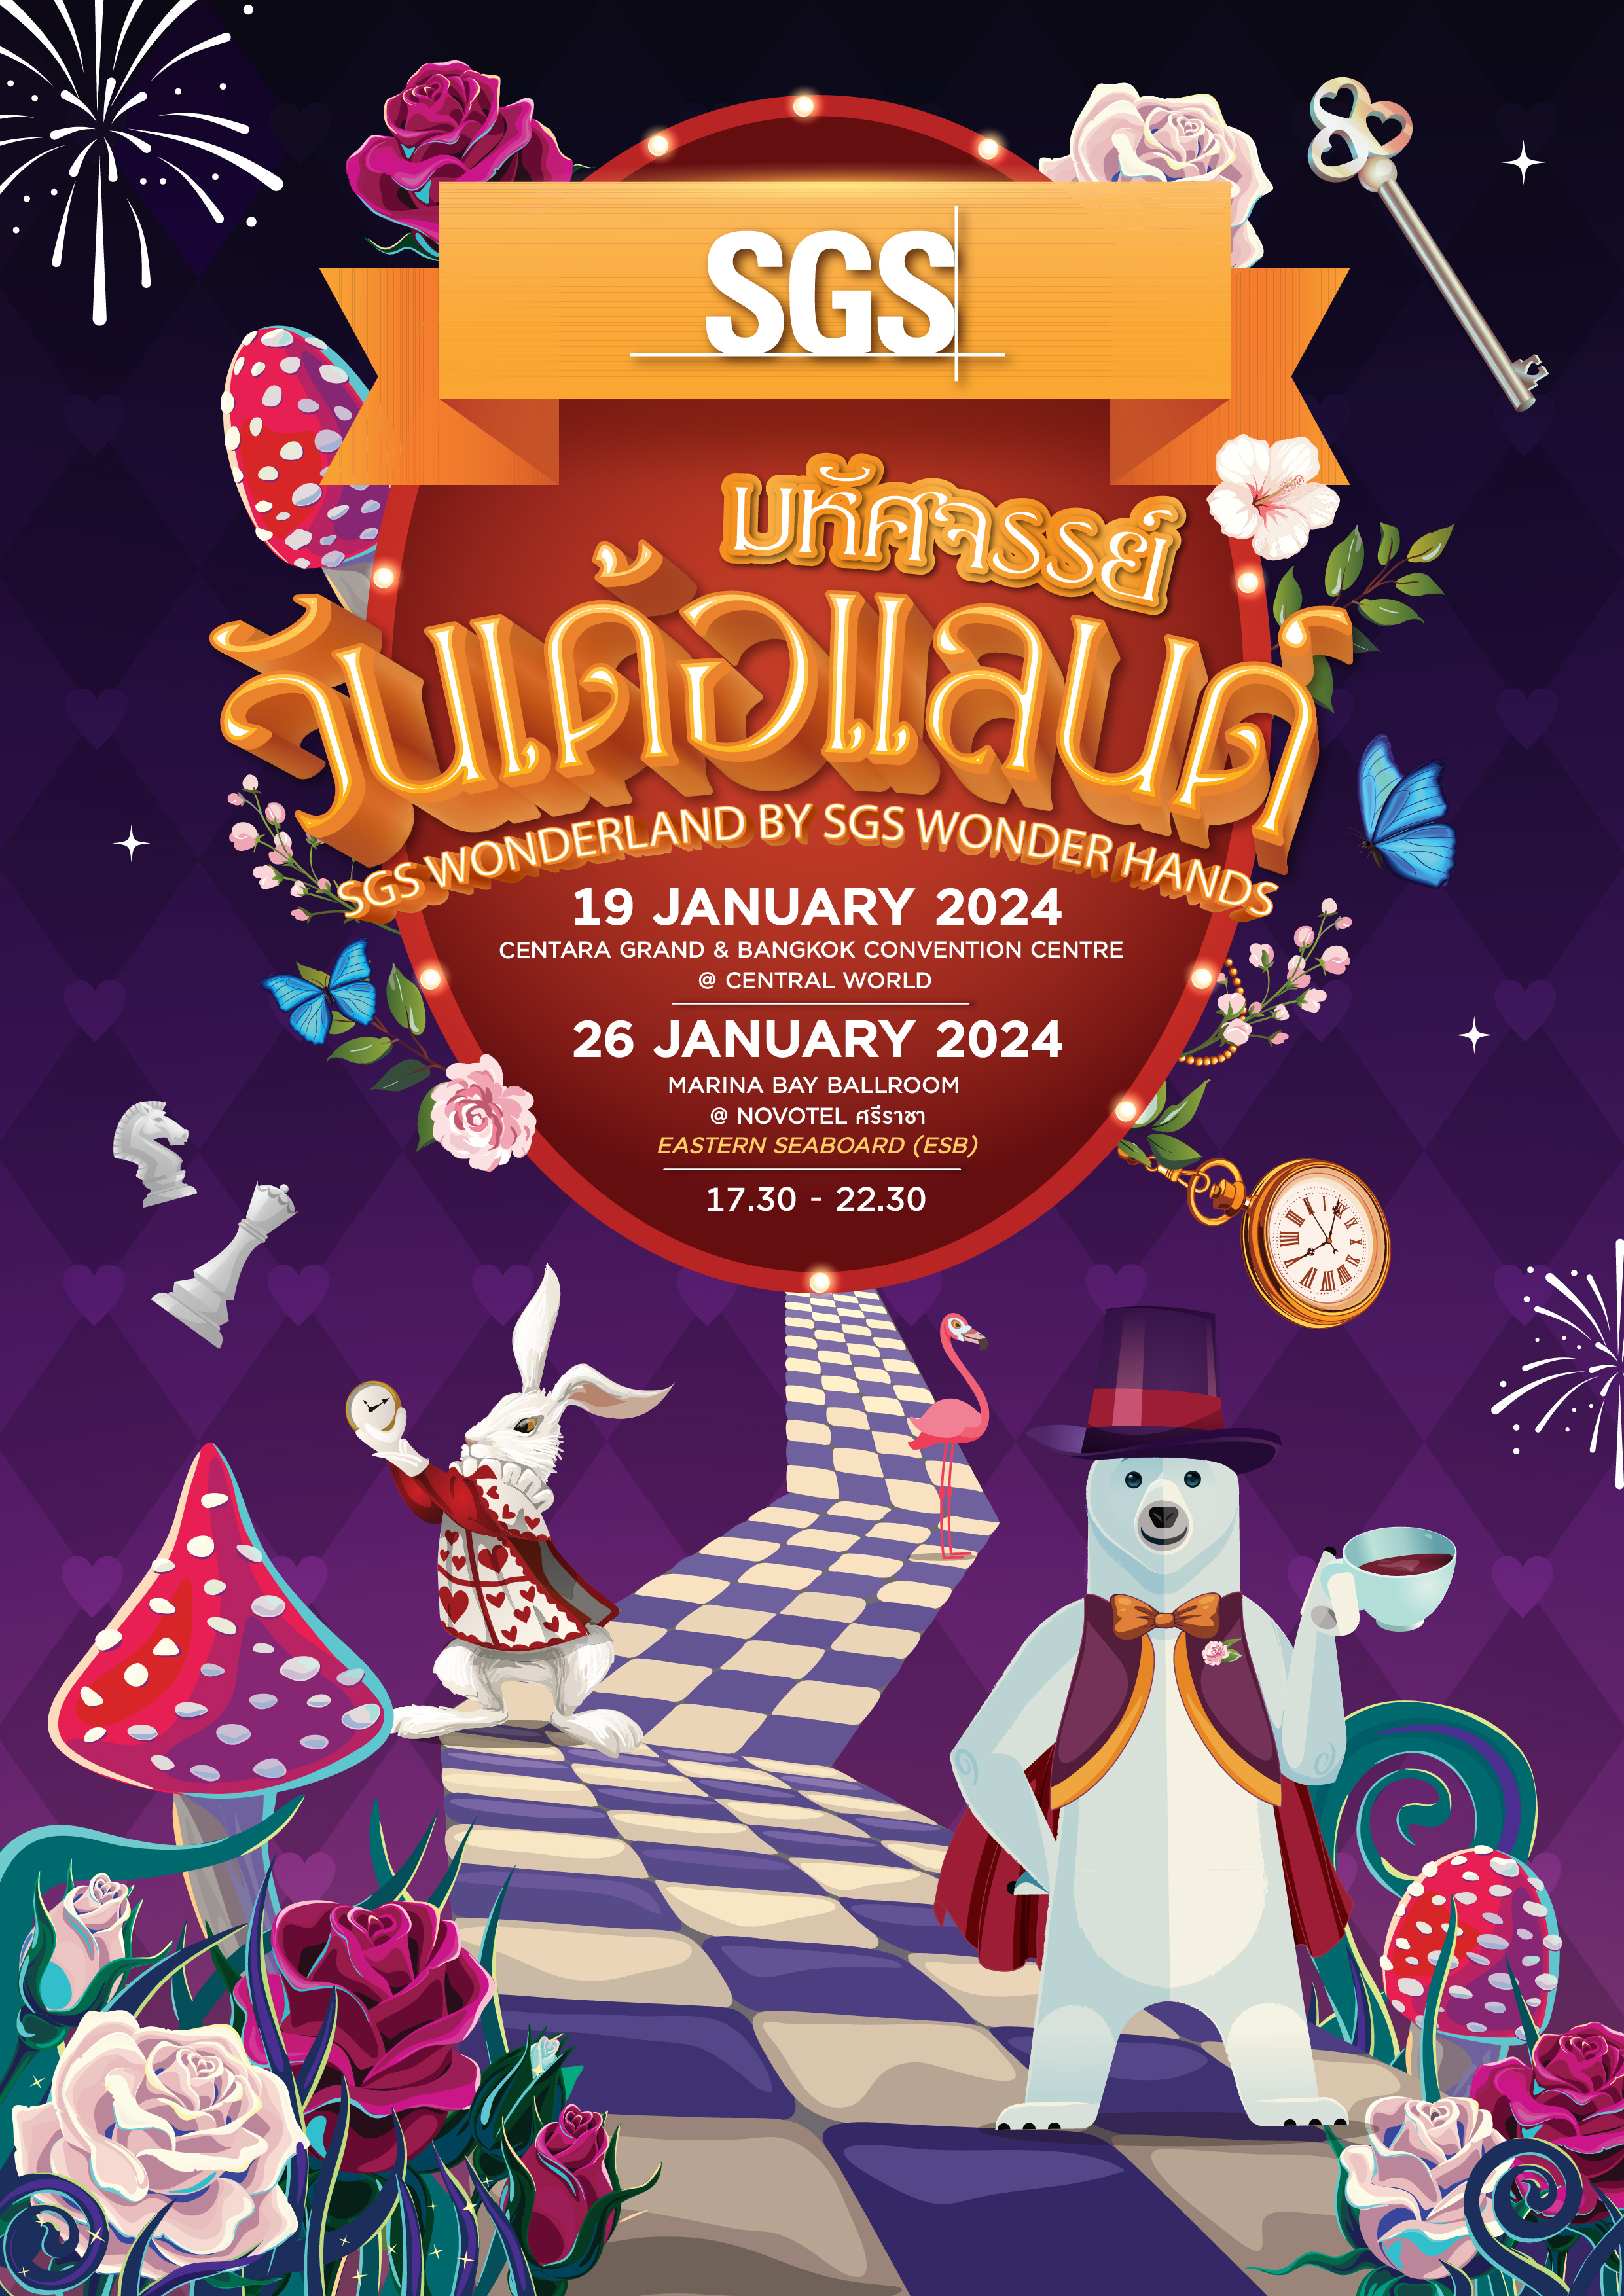 SGS
มหัศจรรย์
วันเด้อแลนด์
SGS WONDERLAND BY SGS WONDER HANDS
19 JANUARY 2024
CENTARA GRAND & BANGKOK CONVENTION CENTRE
@ CENTRAL WORLD
26 JANUARY 2024
MARINA BAY BALLROOM
@ NOVOTEL ศรีราชา
EASTERN SEABOARD (ESB)
17.30 - 22.30